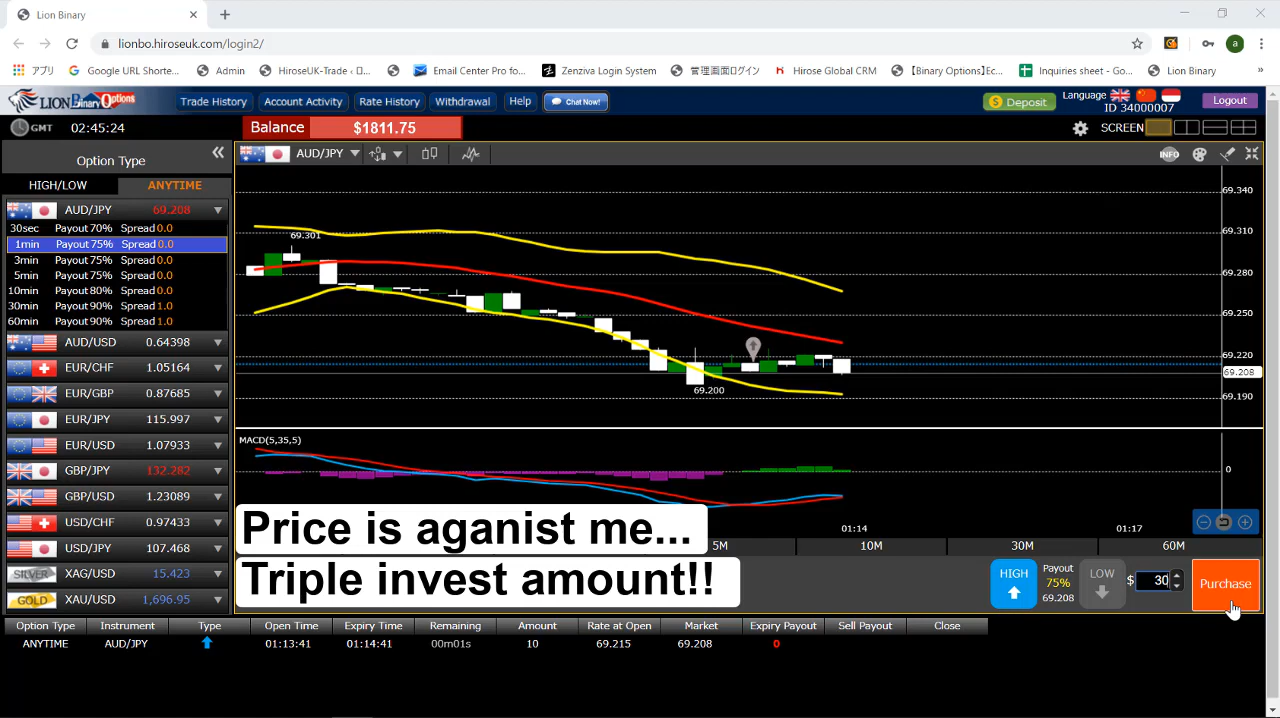 Lion Binary
lionbo.hiroseuk.com/login2/
a
アプリ Google URL Shorte... Admin HiroseUK-Trade ‹ ロ... Email Center Pro fo... Zenziva Login System 管理画面ログイン Hirose Global CRM 【Binary Options】Ec... Inquiries sheet - Go... Lion Binary »
LION Binary Options Trade History Account Activity Rate History Withdrawal Help Chat Now! $ Deposit Language ID 34000007 Logout
GMT 02:45:24 Balance $1811.75 SCREEN
Option Type «
AUD/JPY INFO
HIGH/LOW ANYTIME
AUD/JPY 69.208
30sec Payout 70% Spread 0.0
1min Payout 75% Spread 0.0
3min Payout 75% Spread 0.0
5min Payout 75% Spread 0.0
10min Payout 80% Spread 0.0
30min Payout 90% Spread 1.0
60min Payout 90% Spread 1.0
AUD/USD 0.64398
EUR/CHF 1.05164
EUR/GBP 0.87685
EUR/JPY 115.997
EUR/USD 1.07933
GBP/JPY 132.282
GBP/USD 1.23089
USD/CHF 0.97433
USD/JPY 107.468
SILVER XAG/USD 15.423
GOLD XAU/USD 1,696.95
69.301
69.200
69.340
69.310
69.280
69.250
69.220
69.208
69.190
MACD(5,35,5)
0
01:14 01:17
5M 10M 30M 60M
Price is aganist me...
Triple invest amount!!
HIGH Payout 75% 69.208 LOW $ 30 Purchase
Option Type Instrument Type Open Time Expiry Time Remaining Amount Rate at Open Market Expiry Payout Sell Payout Close
ANYTIME AUD/JPY 01:13:41 01:14:41 00m01s 10 69.215 69.208 0